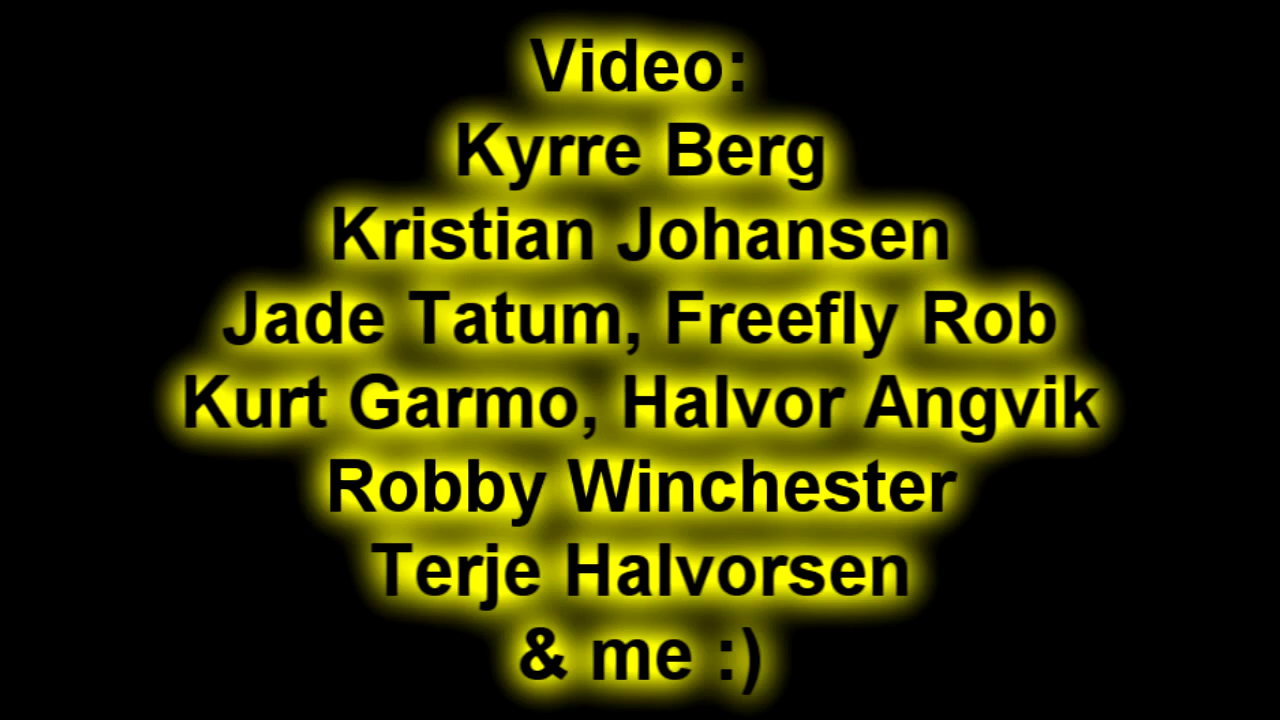 Video:
Kyrre Berg
Kristian Johansen
Jade Tatum, Freefly Rob
Kurt Garmo, Halvor Angvik
Robby Winchester
Terje Halvorsen
& me :)